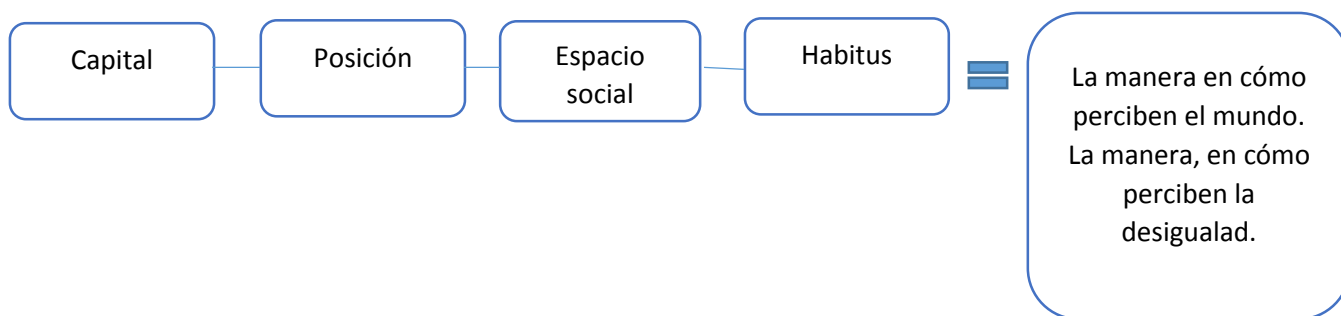 Capital
Posición
Espacio
social
Habitus
La manera en cómo
perciben el mundo.
La manera, en cómo
perciben la
desigualad.